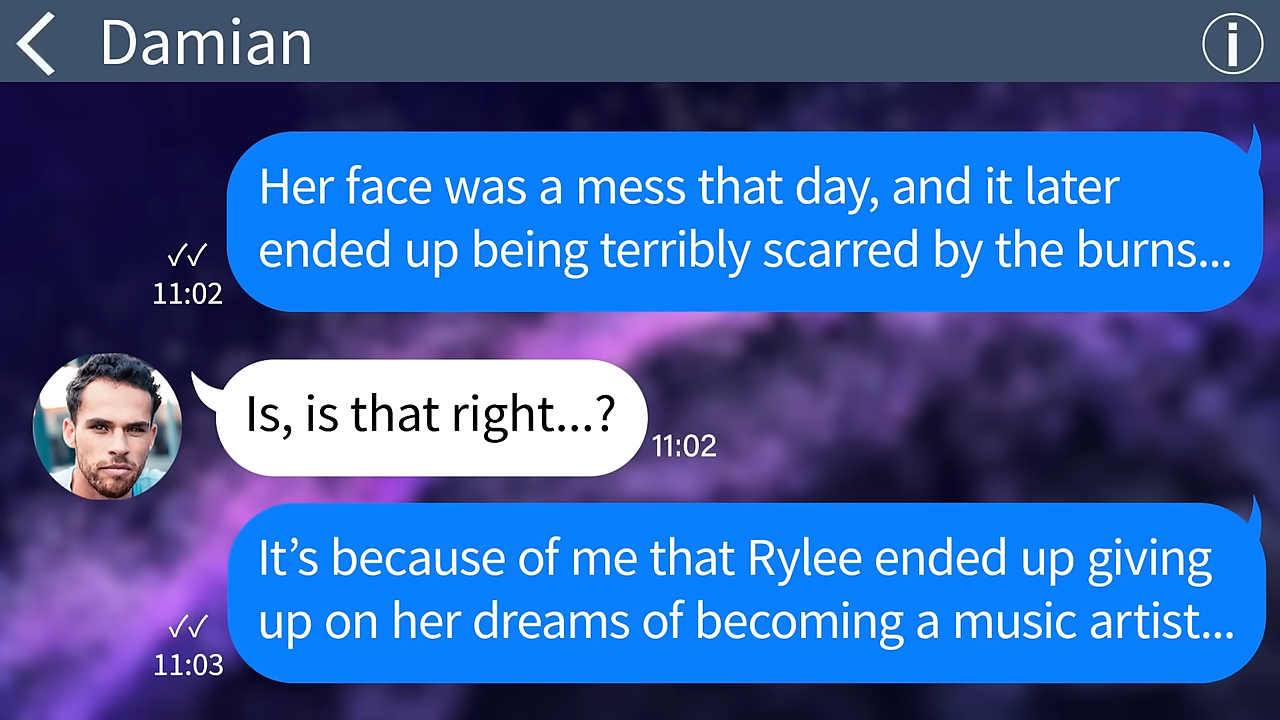 Damian
Her face was a mess that day, and it later
ended up being terribly scarred by the burns...
11:02
Is, is that right...?
11:02
It’s because of me that Rylee ended up giving
up on her dreams of becoming a music artist...
11:03